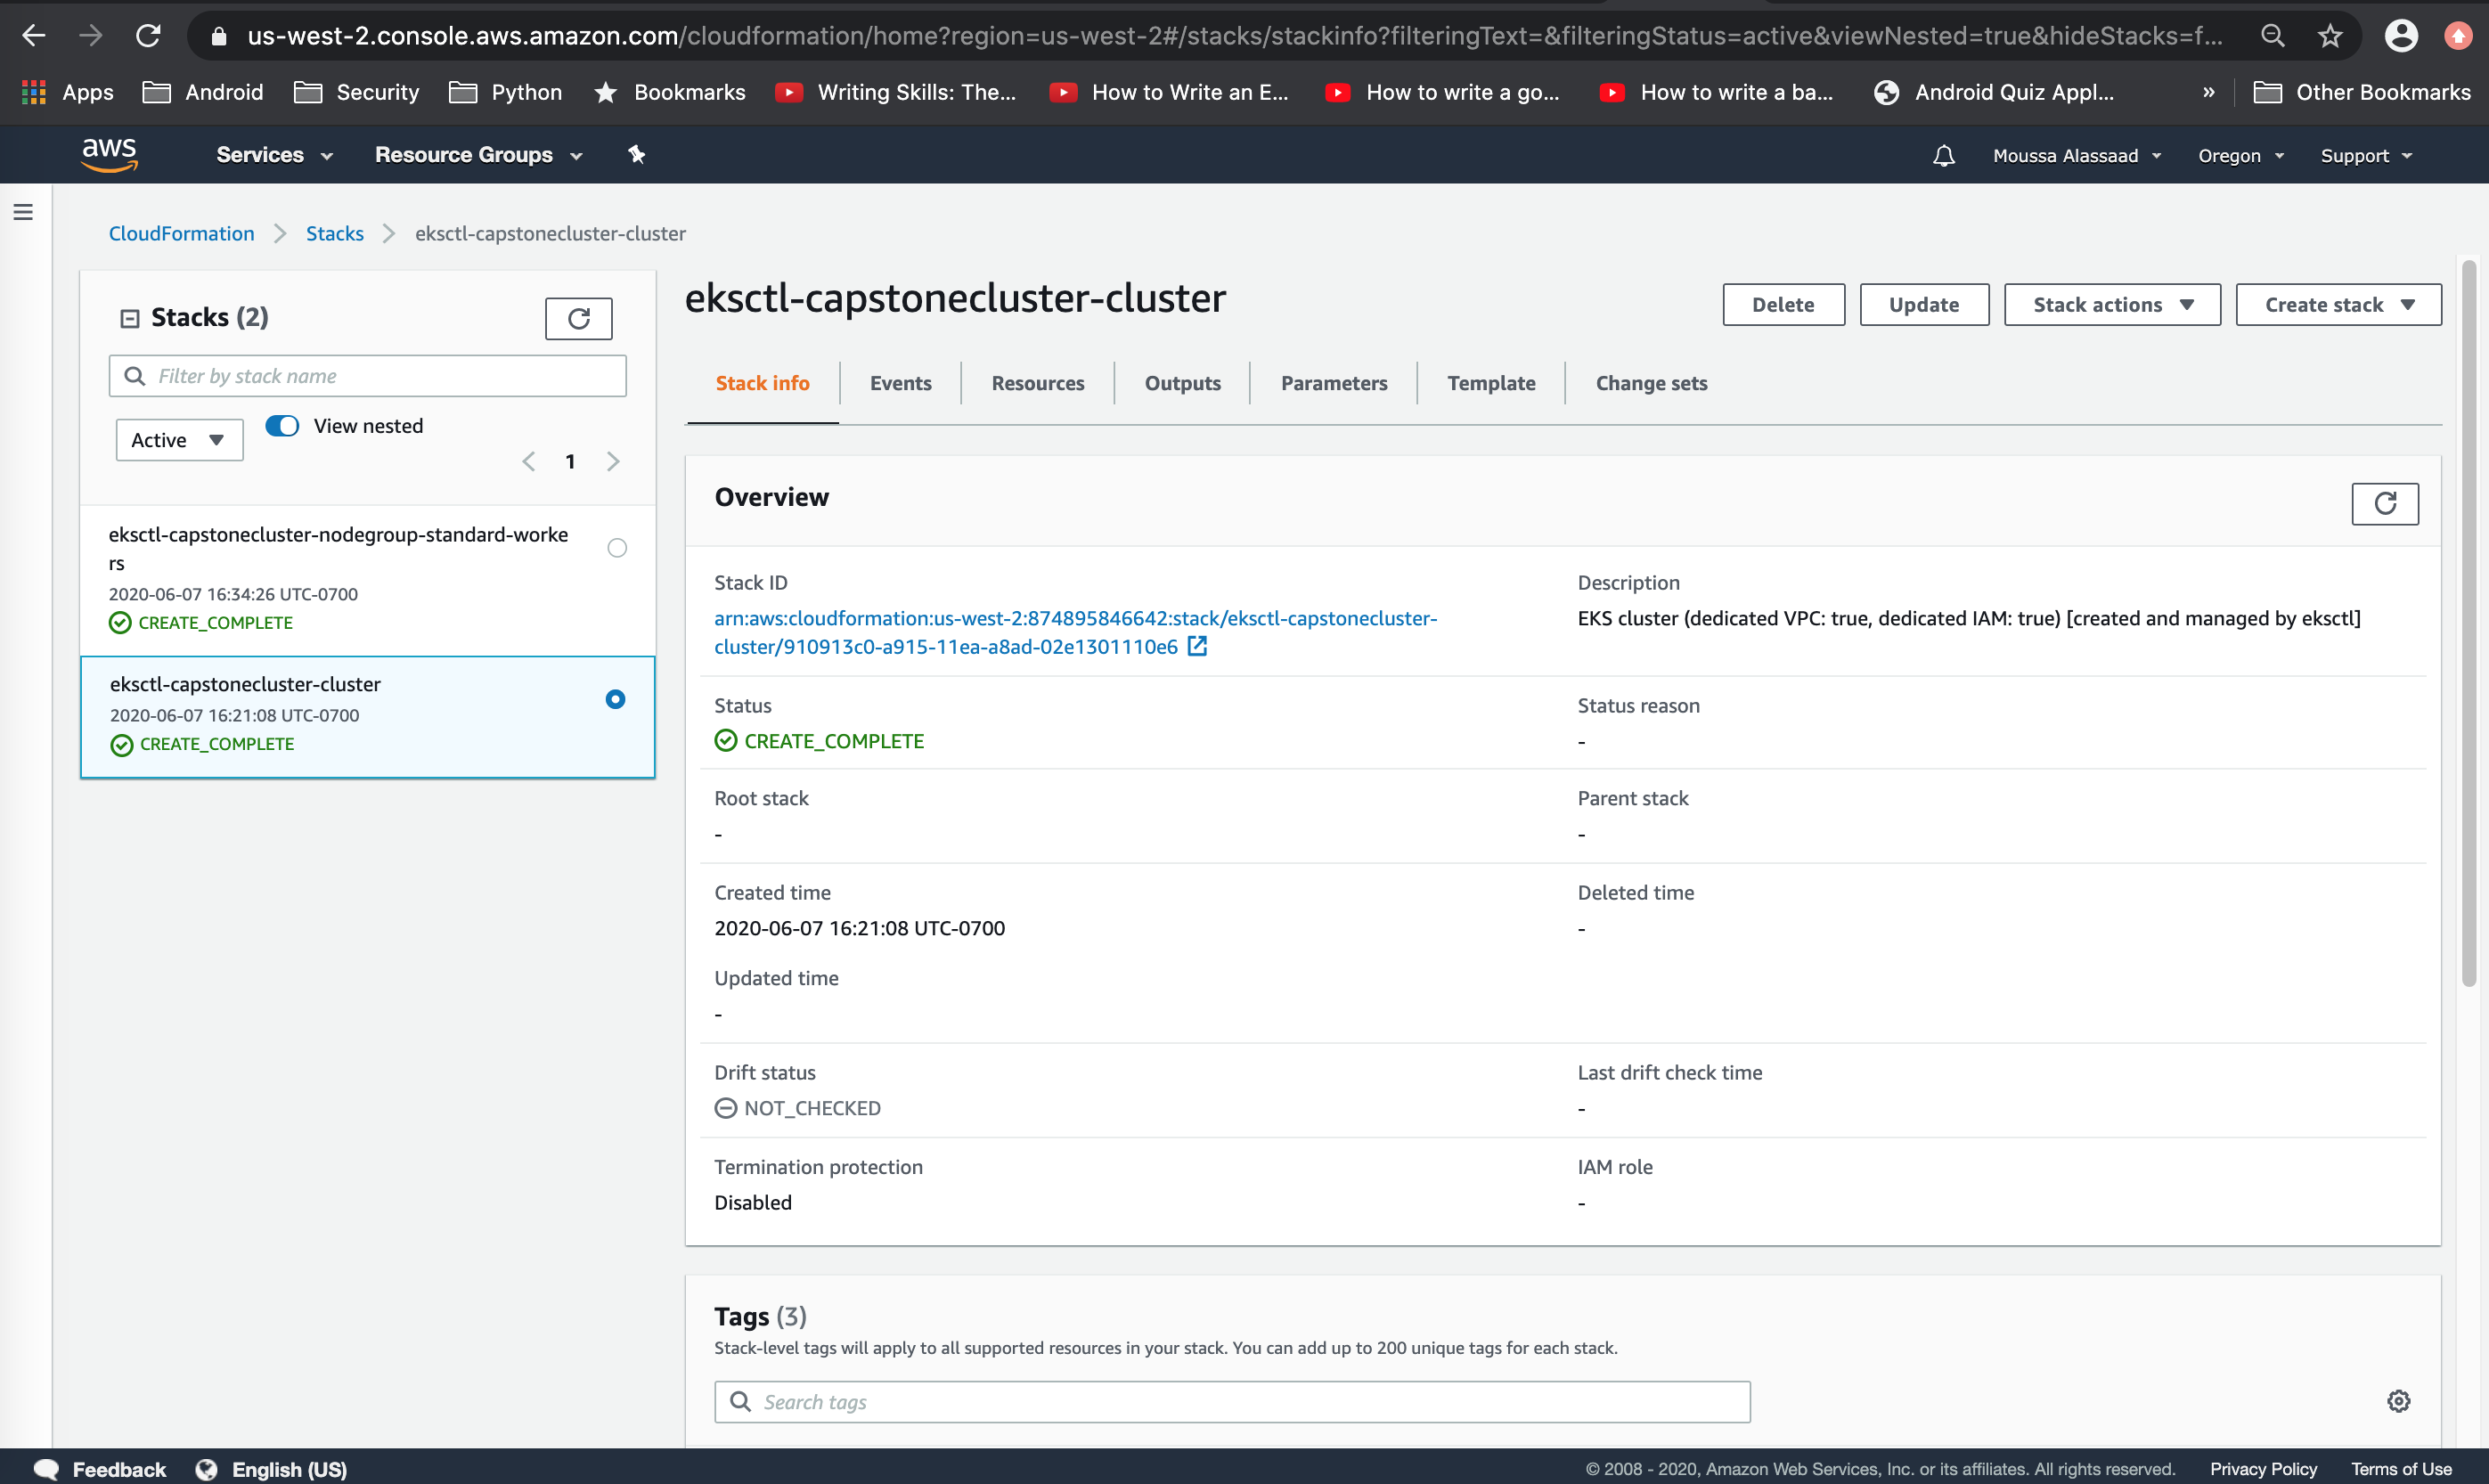 us-west-2.console.aws.amazon.com/cloudformation/home?region=us-west-2#/stacks/stackinfo?filteringText=&filteringStatus=active&viewNested=true&hideStacks=f...
Apps Android Security Python Bookmarks Writing Skills: The... How to Write an E... How to write a go... How to write a ba... Android Quiz Appl... » Other Bookmarks
aws Services Resource Groups Moussa Alassaad Oregon Support
CloudFormation Stacks eksctl-capstonecluster-cluster
Stacks (2)
Filter by stack name
Active View nested
1
eksctl-capstonecluster-nodegroup-standard-worke
rs
2020-06-07 16:34:26 UTC-0700
CREATE_COMPLETE
eksctl-capstonecluster-cluster
2020-06-07 16:21:08 UTC-0700
CREATE_COMPLETE
eksctl-capstonecluster-cluster
Delete Update Stack actions Create stack
Stack info Events Resources Outputs Parameters Template Change sets
Overview
Stack ID
arn:aws:cloudformation:us-west-2:874895846642:stack/eksctl-capstonecluster-
cluster/910913c0-a915-11ea-a8ad-02e1301110e6
Description
EKS cluster (dedicated VPC: true, dedicated IAM: true) [created and managed by eksctl]
Status
CREATE_COMPLETE
Status reason
-
Root stack
-
Parent stack
-
Created time
2020-06-07 16:21:08 UTC-0700
Deleted time
-
Updated time
-
Drift status
NOT_CHECKED
Last drift check time
-
Termination protection
Disabled
IAM role
-
Tags (3)
Stack-level tags will apply to all supported resources in your stack. You can add up to 200 unique tags for each stack.
Search tags
Feedback English (US) © 2008 - 2020, Amazon Web Services, Inc. or its affiliates. All rights reserved. Privacy Policy Terms of Use